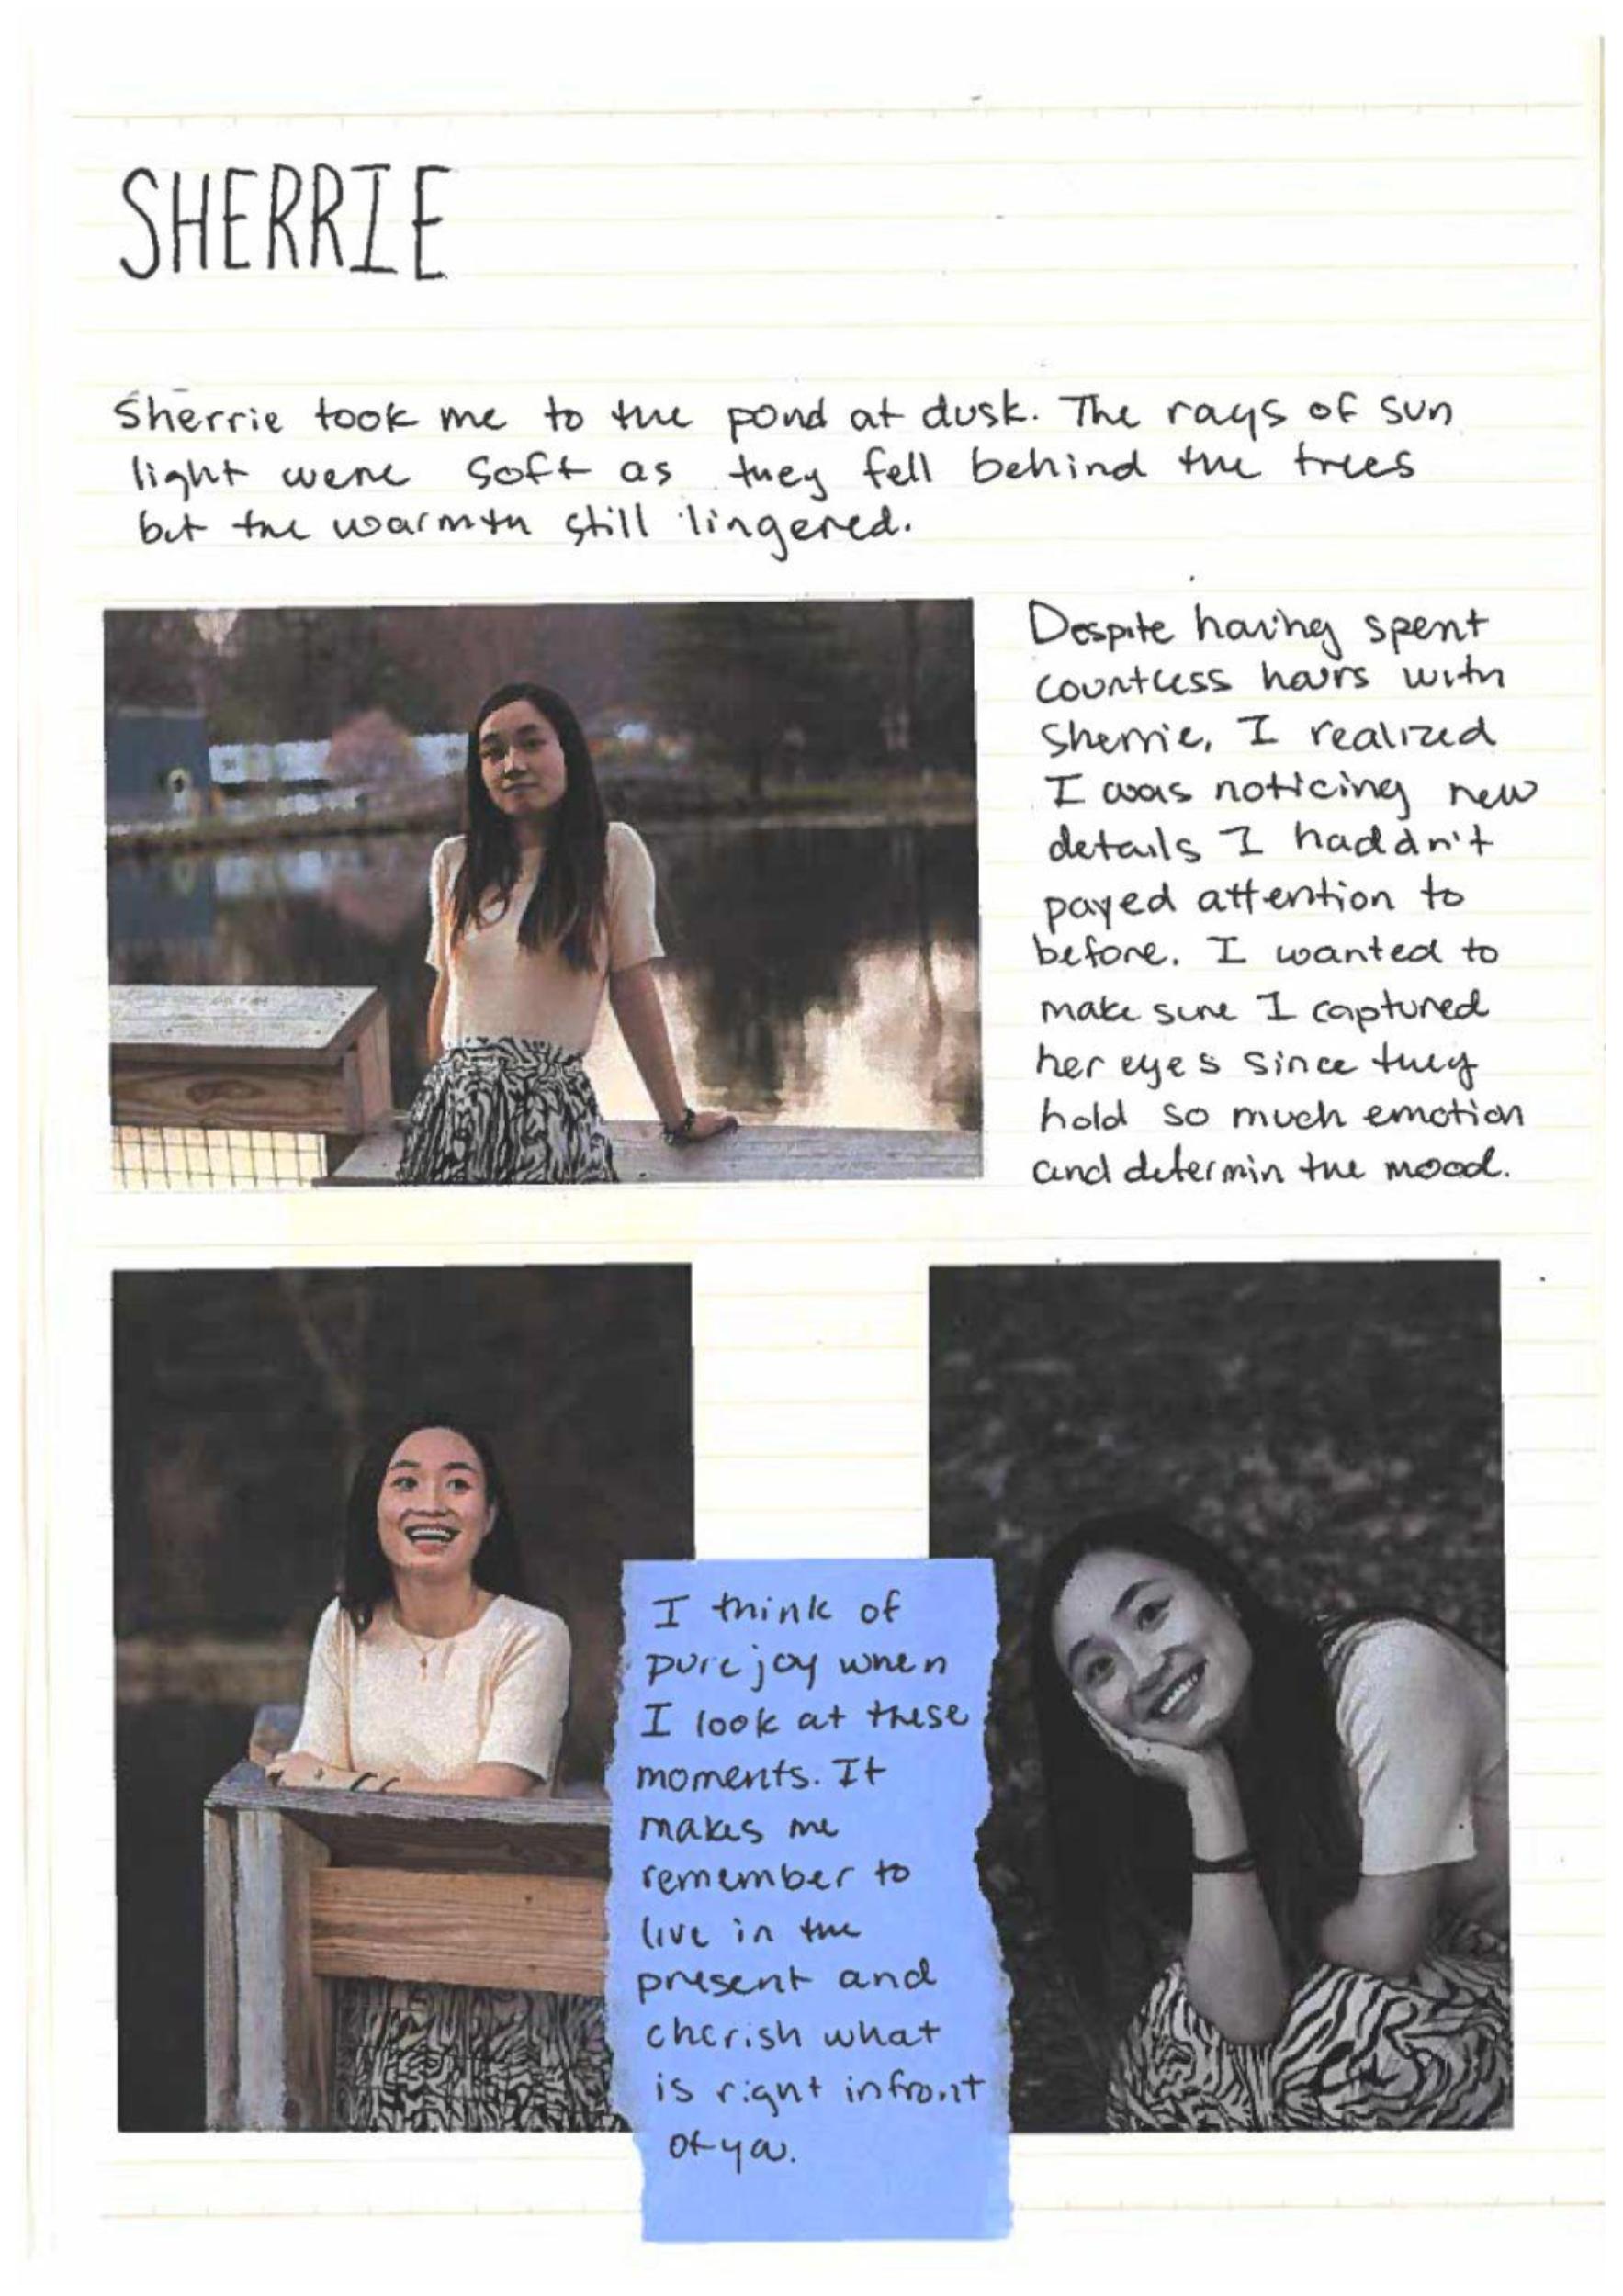 SHERRIE
Sherrie took me to the pond at dusk. The rays of sun
light were soft as they fell behind the trees
but the warmth still lingered.
Despite having spent
countless hours with
Sherrie, I realized
I was noticing new
details I haddn't
payed attention to
before. I wanted to
make sure I captured
her eyes since they
hold so much emotion
and determin the mood.
I think of
pure joy when
I look at these
moments. It
makes me
remember to
live in the
present and
cherish what
is right infront
of you.